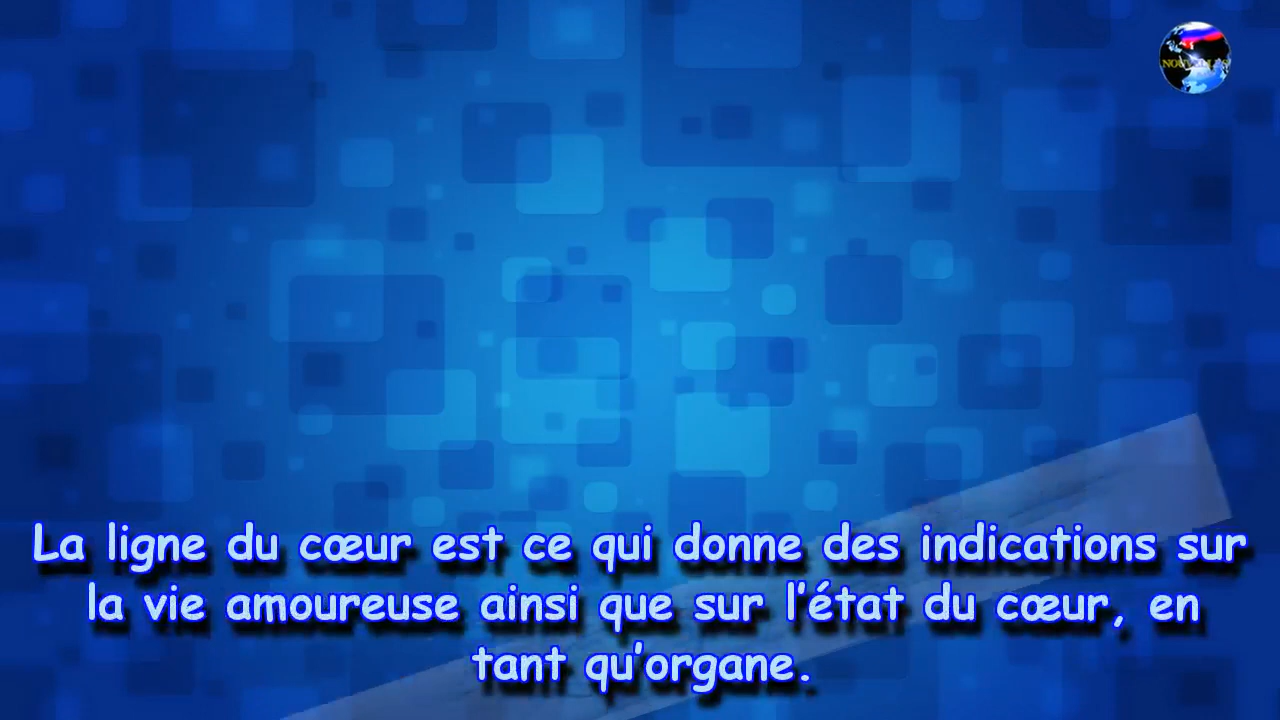 NOUVELLES
La ligne du cœur est ce qui donne des indications sur
la vie amoureuse ainsi que sur l'état du cœur, en
tant qu'organe.